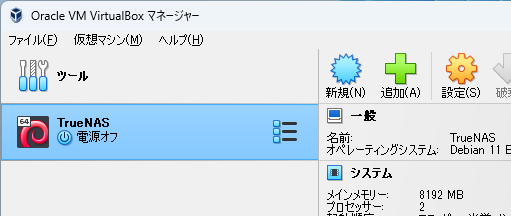 Oracle VM VirtualBox マネージャー
ファイル(F) 仮想マシン(M) ヘルプ(H)
ツール
新規(N) 追加(A) 設定(S)
64
TrueNAS
電源オフ
一般
名前: TrueNAS
オペレーティングシステム: Debian 11
システム
メインメモリー: 8192 MB
プロセッサー: 2